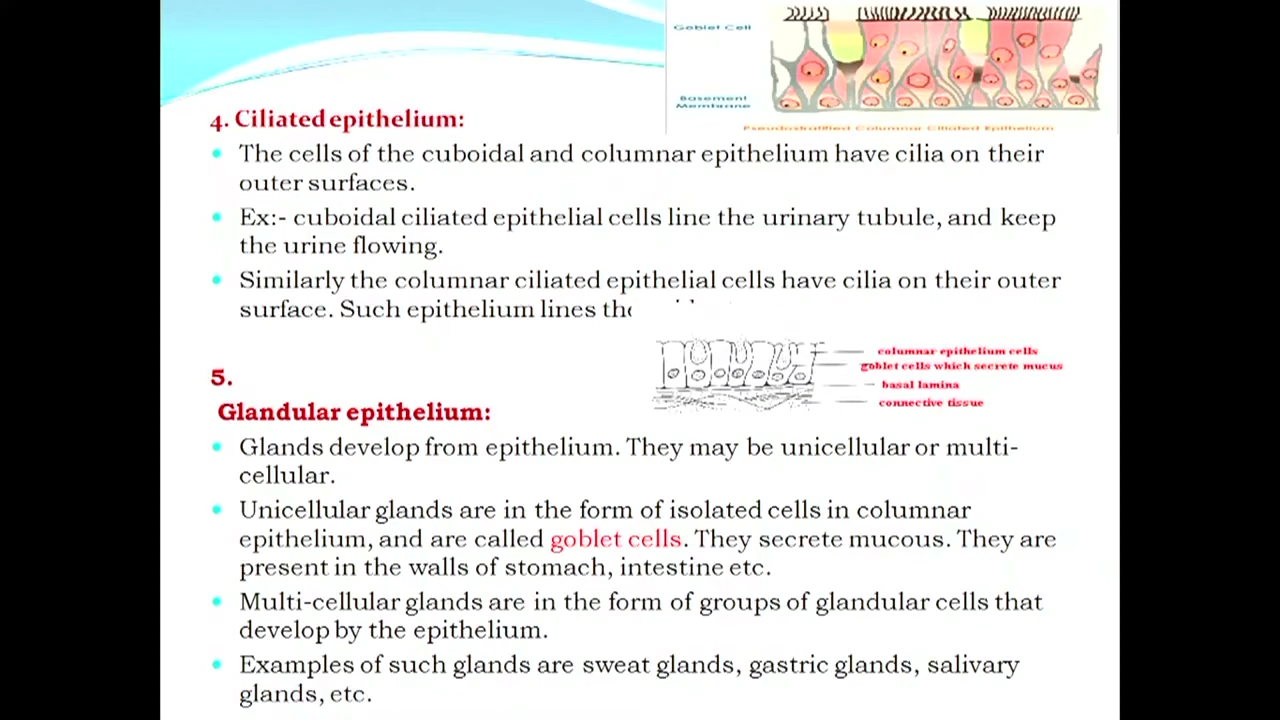 Goblet Cell
Basement
Membrane
Pseudostratified Columnar Ciliated Epithelium
4. Ciliated epithelium:
The cells of the cuboidal and columnar epithelium have cilia on their
outer surfaces.
Ex:- cuboidal ciliated epithelial cells line the urinary tubule, and keep
the urine flowing.
Similarly the columnar ciliated epithelial cells have cilia on their outer
surface. Such epithelium lines the
columnar epithelium cells
goblet cells which secrete mucus
basal lamina
connective tissue
5.
Glandular epithelium:
Glands develop from epithelium. They may be unicellular or multi-
cellular.
Unicellular glands are in the form of isolated cells in columnar
epithelium, and are called goblet cells. They secrete mucous. They are
present in the walls of stomach, intestine etc.
Multi-cellular glands are in the form of groups of glandular cells that
develop by the epithelium.
Examples of such glands are sweat glands, gastric glands, salivary
glands, etc.